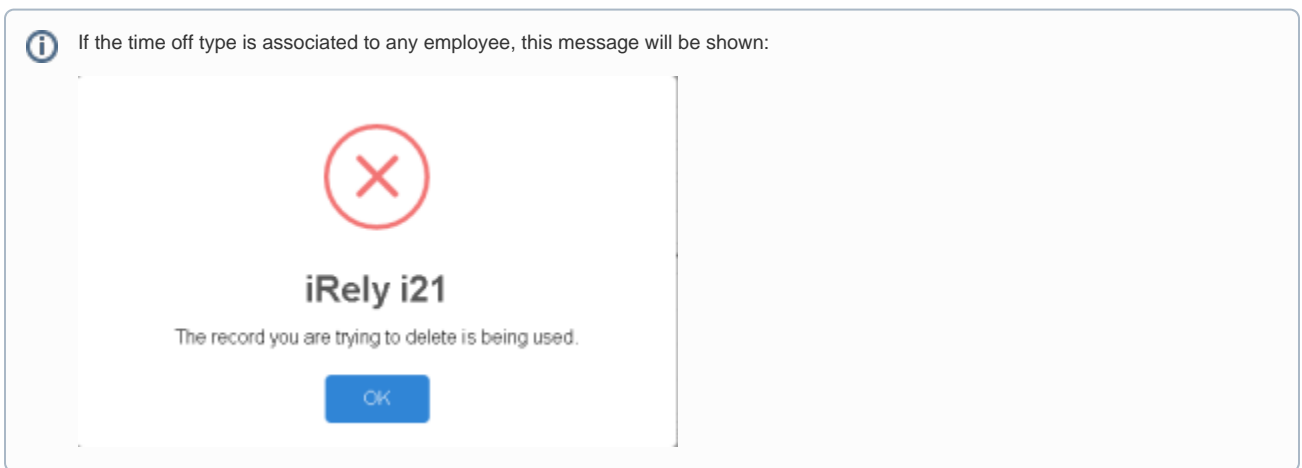 If the time off type is associated to any employee, this message will be shown:
iRely i21
The record you are trying to delete is being used.
OK